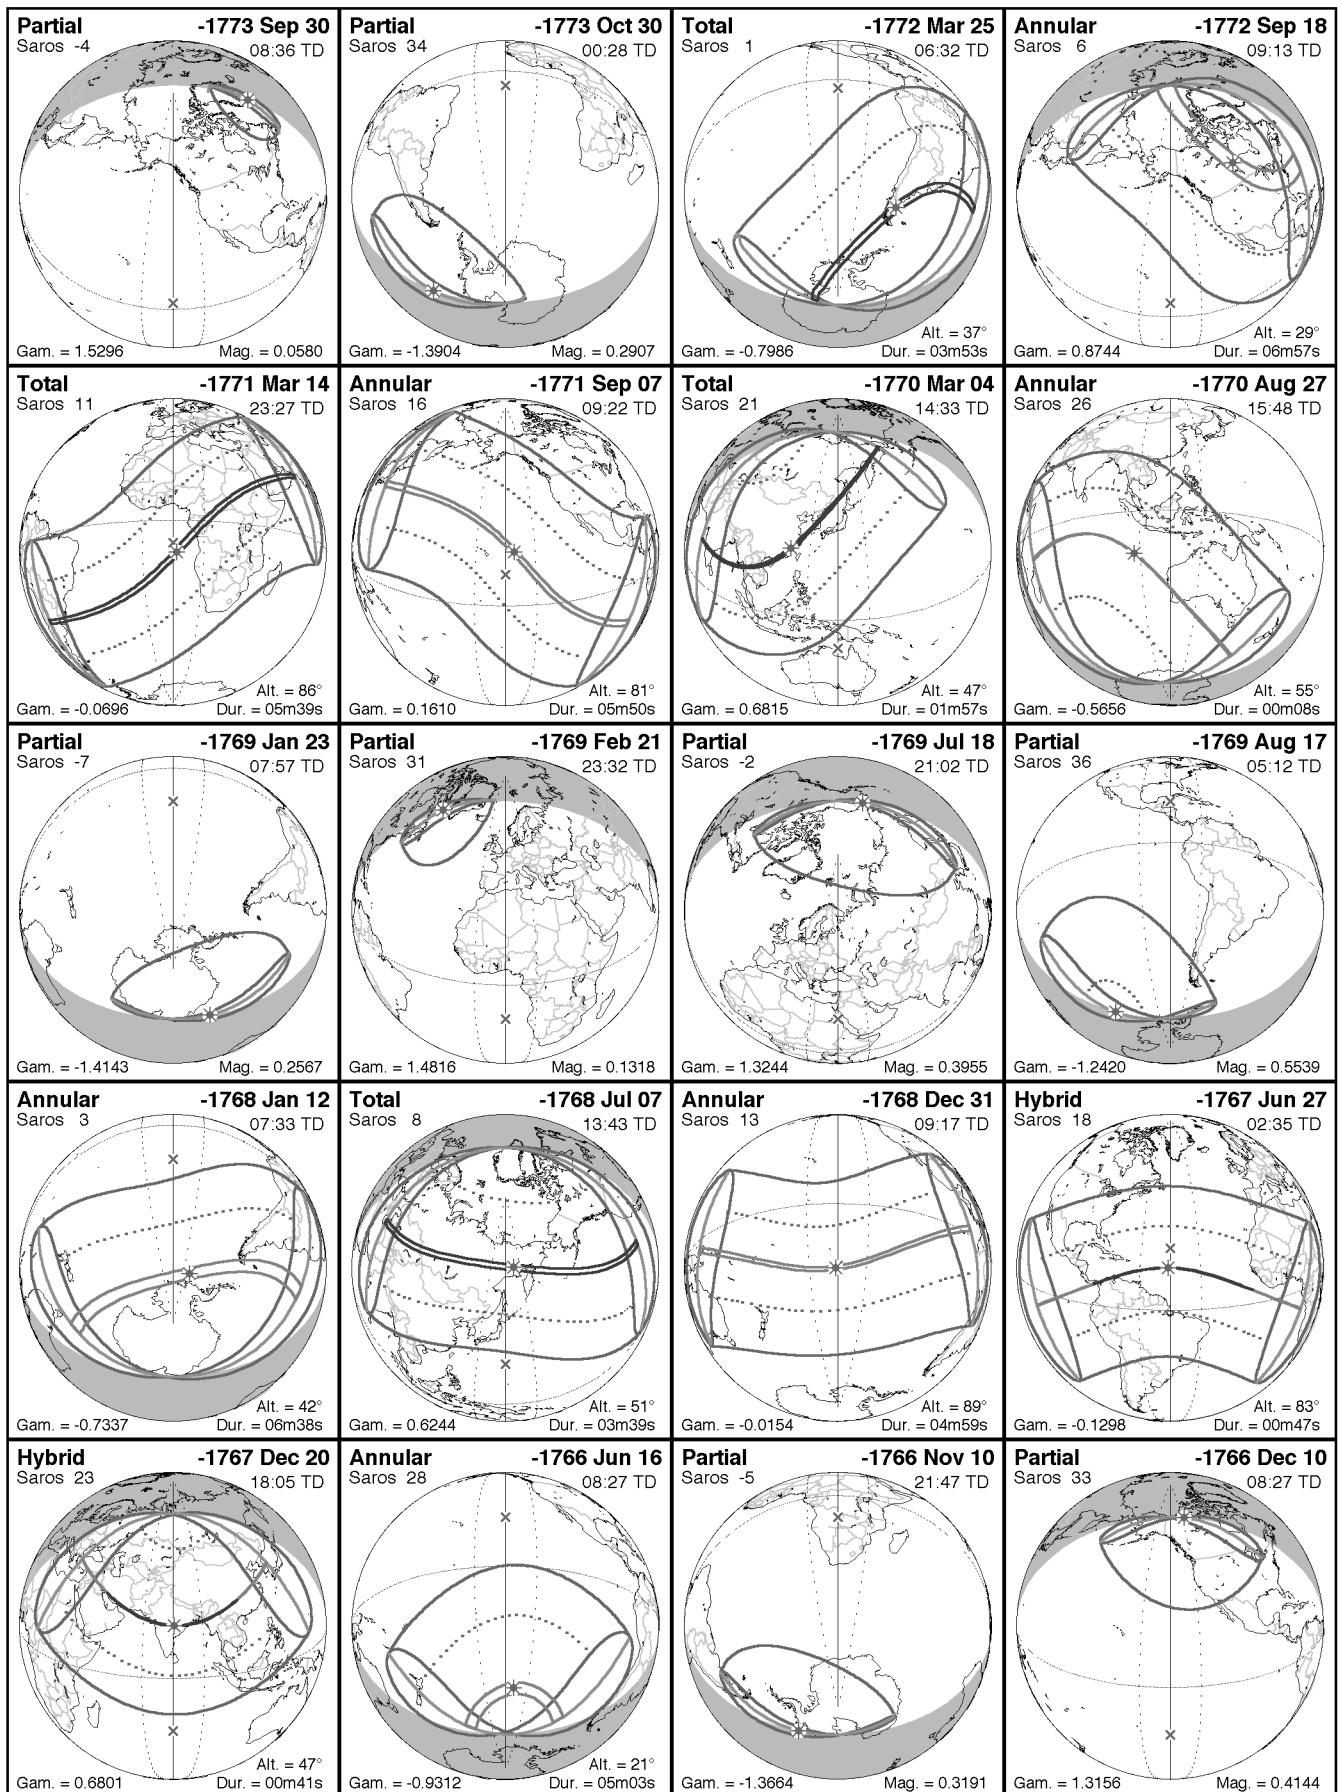 Partial -1773 Sep 30
Saros -4 08:36 TD
Gam. = 1.5296 Mag. = 0.0580
Partial -1773 Oct 30
Saros 34 00:28 TD
Gam. = -1.3904 Mag. = 0.2907
Total -1772 Mar 25
Saros 1 06:32 TD
Alt. = 37°
Gam. = -0.7986 Dur. = 03m53s
Annular -1772 Sep 18
Saros 6 09:13 TD
Alt. = 29°
Gam. = 0.8744 Dur. = 06m57s
Total -1771 Mar 14
Saros 11 23:27 TD
Alt. = 86°
Gam. = -0.0696 Dur. = 05m39s
Annular -1771 Sep 07
Saros 16 09:22 TD
Alt. = 81°
Gam. = 0.1610 Dur. = 05m50s
Total -1770 Mar 04
Saros 21 14:33 TD
Alt. = 47°
Gam. = 0.6815 Dur. = 01m57s
Annular -1770 Aug 27
Saros 26 15:48 TD
Alt. = 55°
Gam. = -0.5656 Dur. = 00m08s
Partial -1769 Jan 23
Saros -7 07:57 TD
Gam. = -1.4143 Mag. = 0.2567
Partial -1769 Feb 21
Saros 31 23:32 TD
Gam. = 1.4816 Mag. = 0.1318
Partial -1769 Jul 18
Saros -2 21:02 TD
Gam. = 1.3244 Mag. = 0.3955
Partial -1769 Aug 17
Saros 36 05:12 TD
Gam. = -1.2420 Mag. = 0.5539
Annular -1768 Jan 12
Saros 3 07:33 TD
Alt. = 42°
Gam. = -0.7337 Dur. = 06m38s
Total -1768 Jul 07
Saros 8 13:43 TD
Alt. = 51°
Gam. = 0.6244 Dur. = 03m39s
Annular -1768 Dec 31
Saros 13 09:17 TD
Alt. = 89°
Gam. = -0.0154 Dur. = 04m59s
Hybrid -1767 Jun 27
Saros 18 02:35 TD
Alt. = 83°
Gam. = -0.1298 Dur. = 00m47s
Hybrid -1767 Dec 20
Saros 23 18:05 TD
Alt. = 47°
Gam. = 0.6801 Dur. = 00m41s
Annular -1766 Jun 16
Saros 28 08:27 TD
Alt. = 21°
Gam. = -0.9312 Dur. = 05m03s
Partial -1766 Nov 10
Saros -5 21:47 TD
Gam. = -1.3664 Mag. = 0.3191
Partial -1766 Dec 10
Saros 33 08:27 TD
Gam. = 1.3156 Mag. = 0.4144